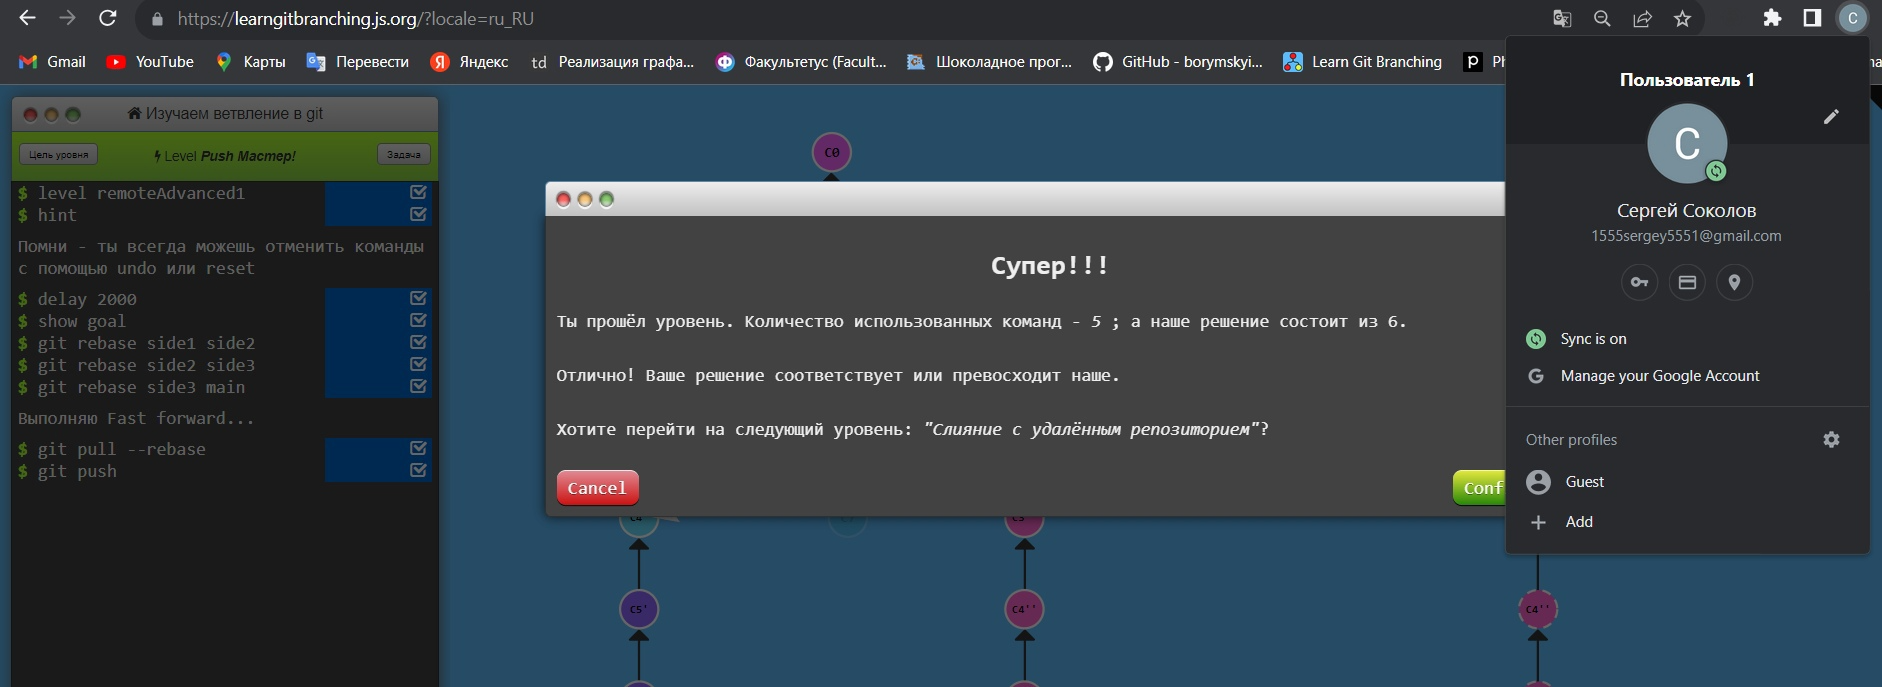 https://learngitbranching.js.org/?locale=ru_RU
C
Gmail
YouTube
Карты
Перевести
Яндекс
td Реализация графа...
Факультетус (Facult...
Шоколадное прог...
GitHub - borymskyi...
Learn Git Branching
Изучаем ветвление в git
Цель уровня
Level Push Мастер!
Задача
$ level remoteAdvanced1
$ hint
Помни - ты всегда можешь отменить команды
с помощью undo или reset
$ delay 2000
$ show goal
$ git rebase side1 side2
$ git rebase side2 side3
$ git rebase side3 main
Выполняю Fast forward...
$ git pull --rebase
$ git push
C0
Супер!!!
Ты прошёл уровень. Количество использованных команд - 5 ; а наше решение состоит из 6.
Отлично! Ваше решение соответствует или превосходит наше.
Хотите перейти на следующий уровень: "Слияние с удалённым репозиторием"?
Cancel
Conf
C5'
C4''
C4''
Пользователь 1
C
Сергей Соколов
1555sergey5551@gmail.com
Sync is on
Manage your Google Account
Other profiles
Guest
Add